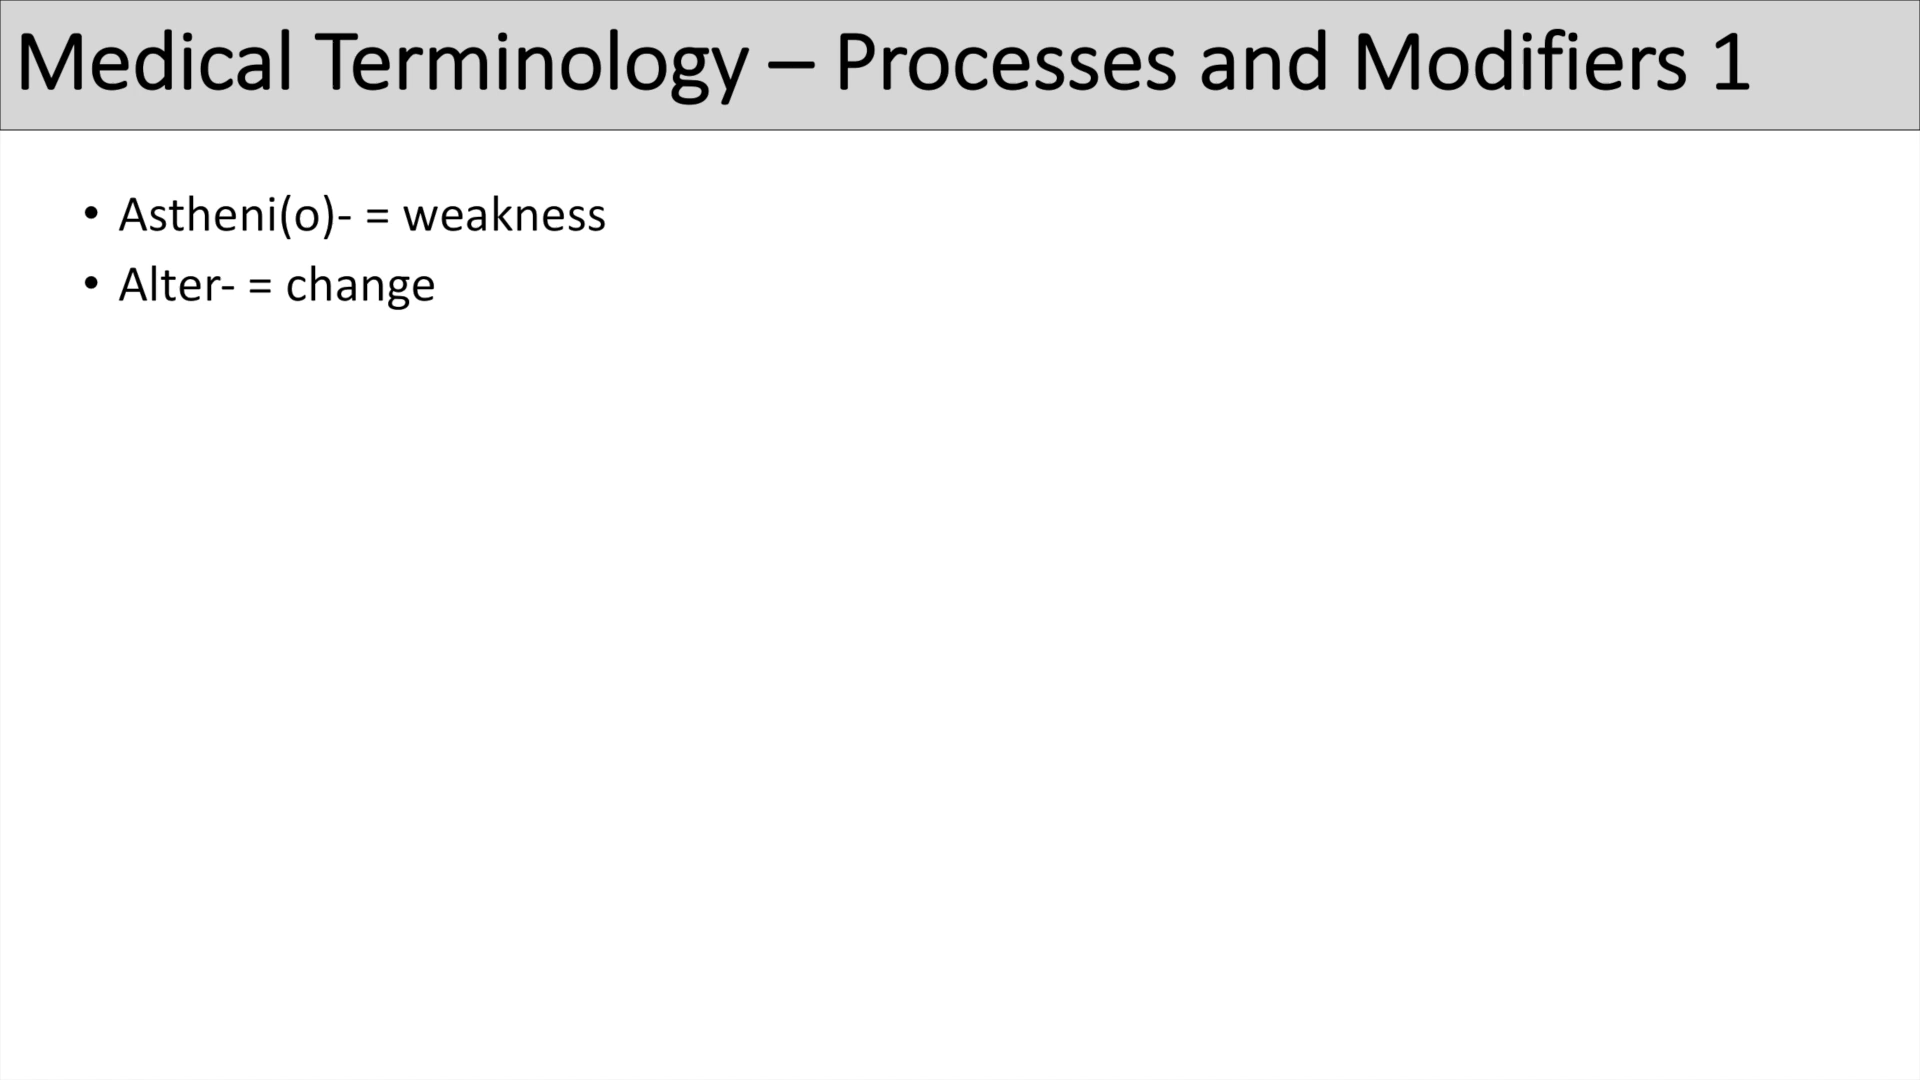 Medical Terminology – Processes and Modifiers 1
• Astheni(o)- = weakness
• Alter- = change